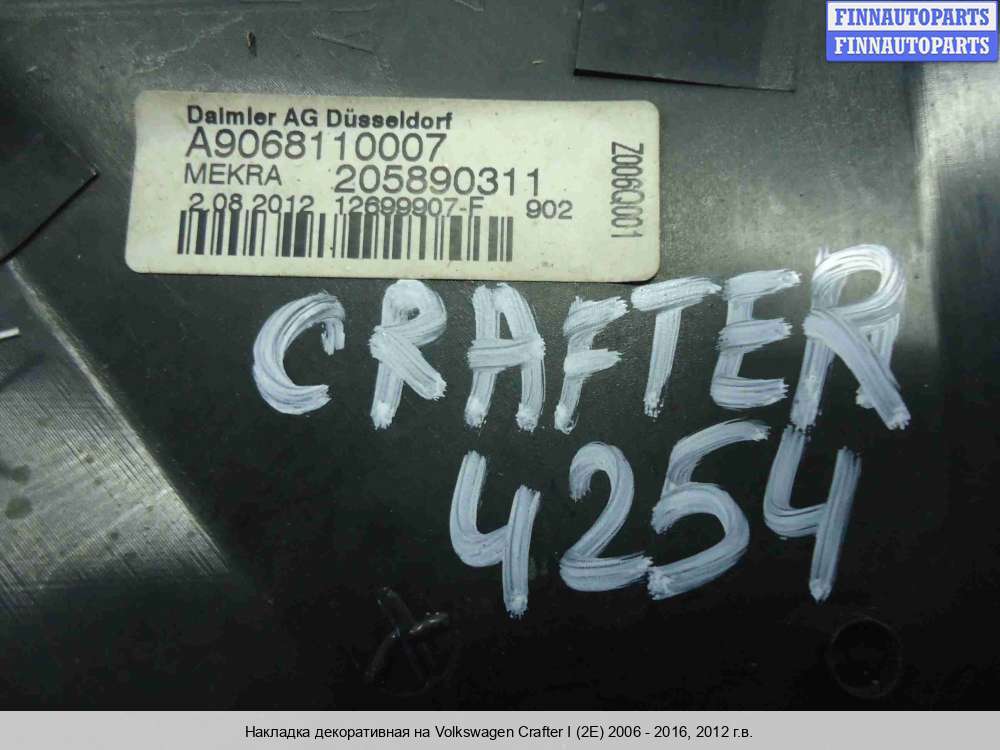 FINNAUTOPARTS
FINNAUTOPARTS
Daimler AG Düsseldorf
A9068110007
MEKRA 205890311
2.08.2012 12699907-F 902
Z006Q001
CRAFTER
4254
Накладка декоративная на Volkswagen Crafter I (2E) 2006 - 2016, 2012 г.в.